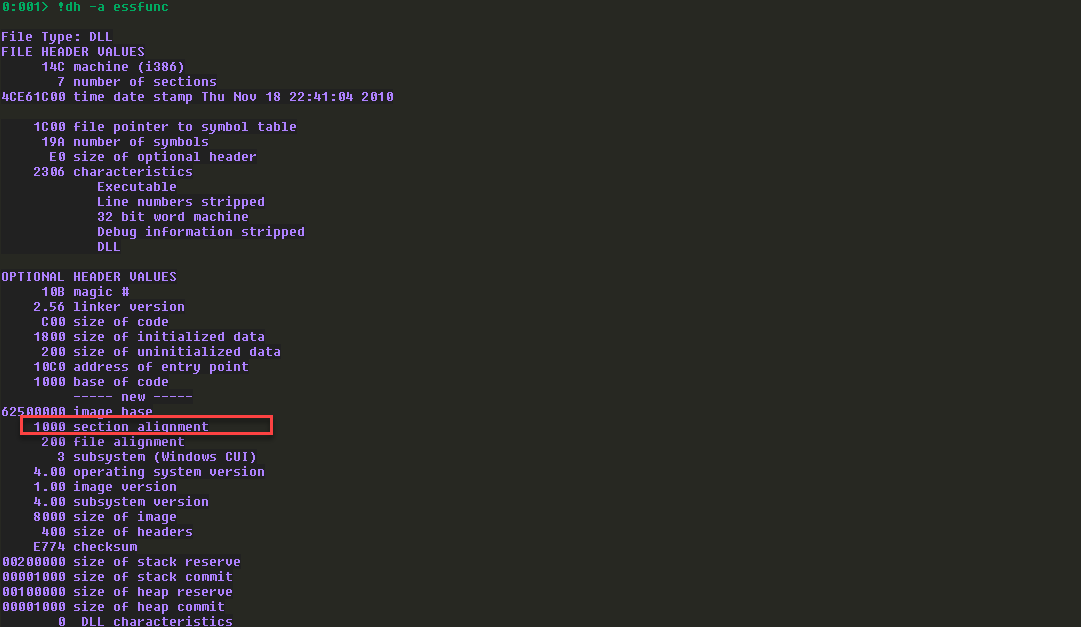 0:001> !dh -a essfunc
File Type: DLL
FILE HEADER VALUES
14C machine (i386)
7 number of sections
4CE61C00 time date stamp Thu Nov 18 22:41:04 2010
1C00 file pointer to symbol table
19A number of symbols
E0 size of optional header
2306 characteristics
Executable
Line numbers stripped
32 bit word machine
Debug information stripped
DLL
OPTIONAL HEADER VALUES
10B magic #
2.56 linker version
C00 size of code
1800 size of initialized data
200 size of uninitialized data
10C0 address of entry point
1000 base of code
----- new -----
62500000 image base
1000 section alignment
200 file alignment
3 subsystem (Windows CUI)
4.00 operating system version
1.00 image version
4.00 subsystem version
8000 size of image
400 size of headers
E774 checksum
00200000 size of stack reserve
00001000 size of stack commit
00100000 size of heap reserve
00001000 size of heap commit
0 DLL characteristics